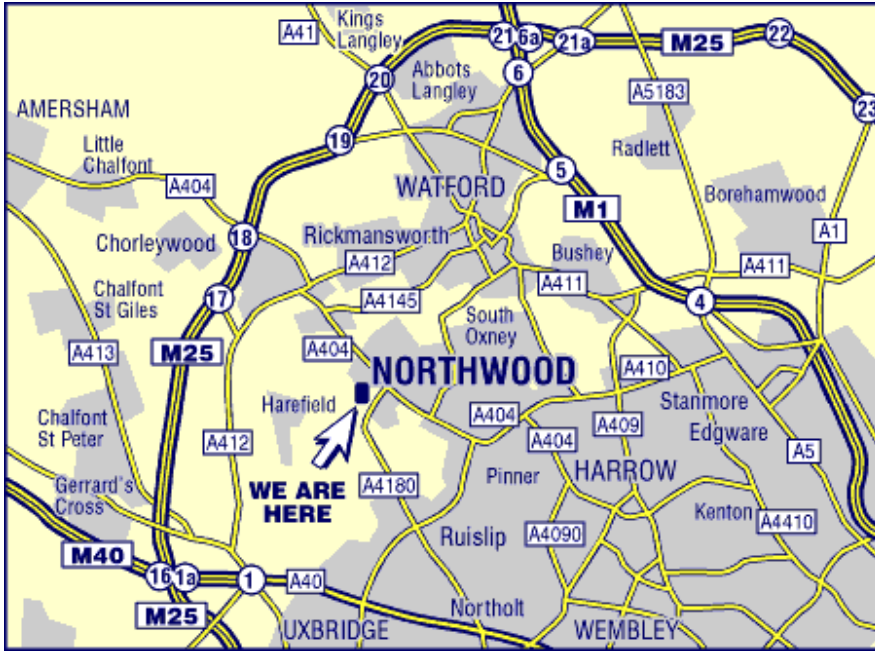 Kings
Langley
A41
21
6a
21a
M25
22
20
Abbots
Langley
6
A5183
23
AMERSHAM
Little
Chalfont
19
Radlett
5
A404
WATFORD
M1
Borehamwood
Chorleywood
18
Rickmansworth
A412
Bushey
A1
A411
A411
Chalfont
St Giles
17
A4145
South
Oxney
4
M25
A404
A413
NORTHWOOD
A410
Harefield
Stanmore
Chalfont
St Peter
A412
A404
A404
A409
Edgware
A5
WE ARE
HERE
A4180
Pinner
HARROW
Gerrard's
Cross
Kenton
A4410
Ruislip
A4090
M40
16
1a
1
A40
M25
Northolt
UXBRIDGE
WEMBLEY